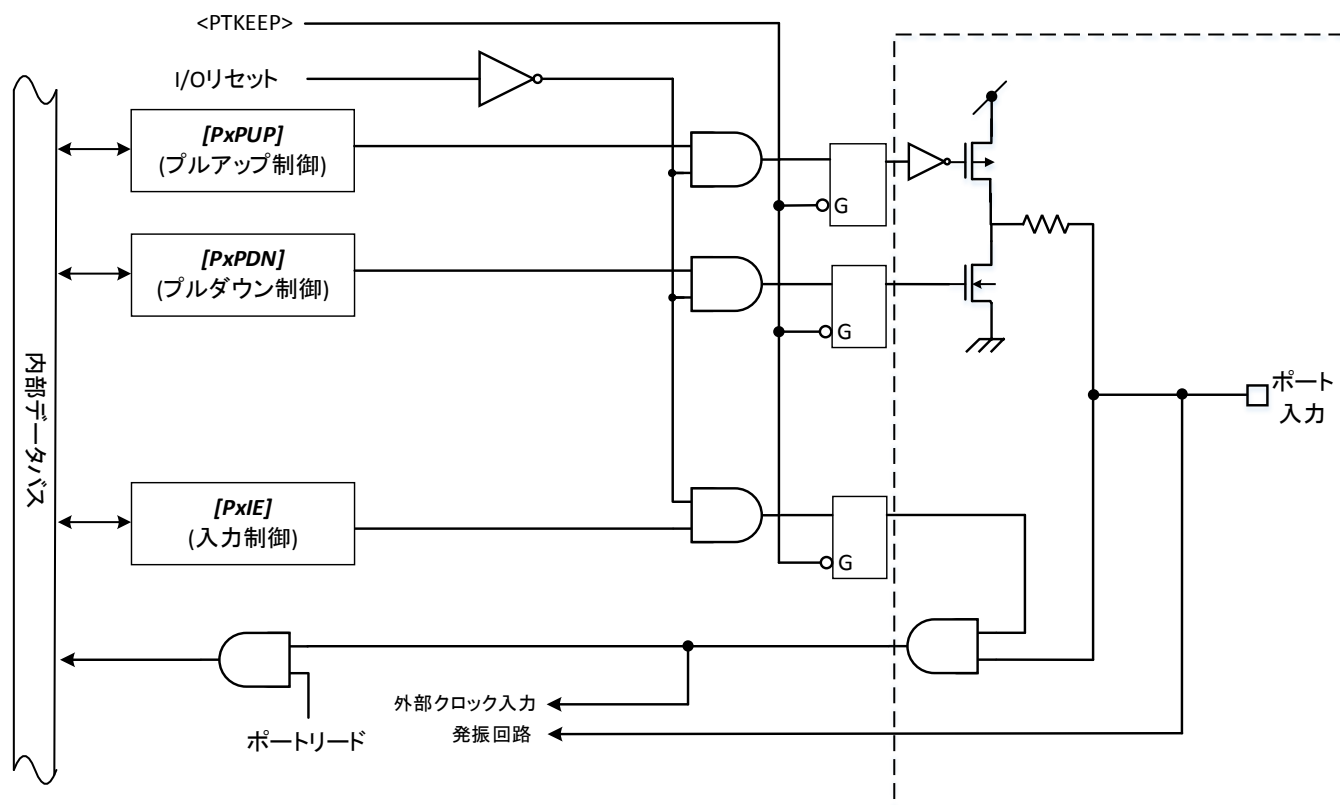 <PTKEEP>
I/Oリセット
[PxPUP]
(プルアップ制御)
G
[PxPDN]
(プルダウン制御)
G
内部データバス
ポート
入力
[PxIE]
(入力制御)
G
外部クロック入力
発振回路
ポートリード